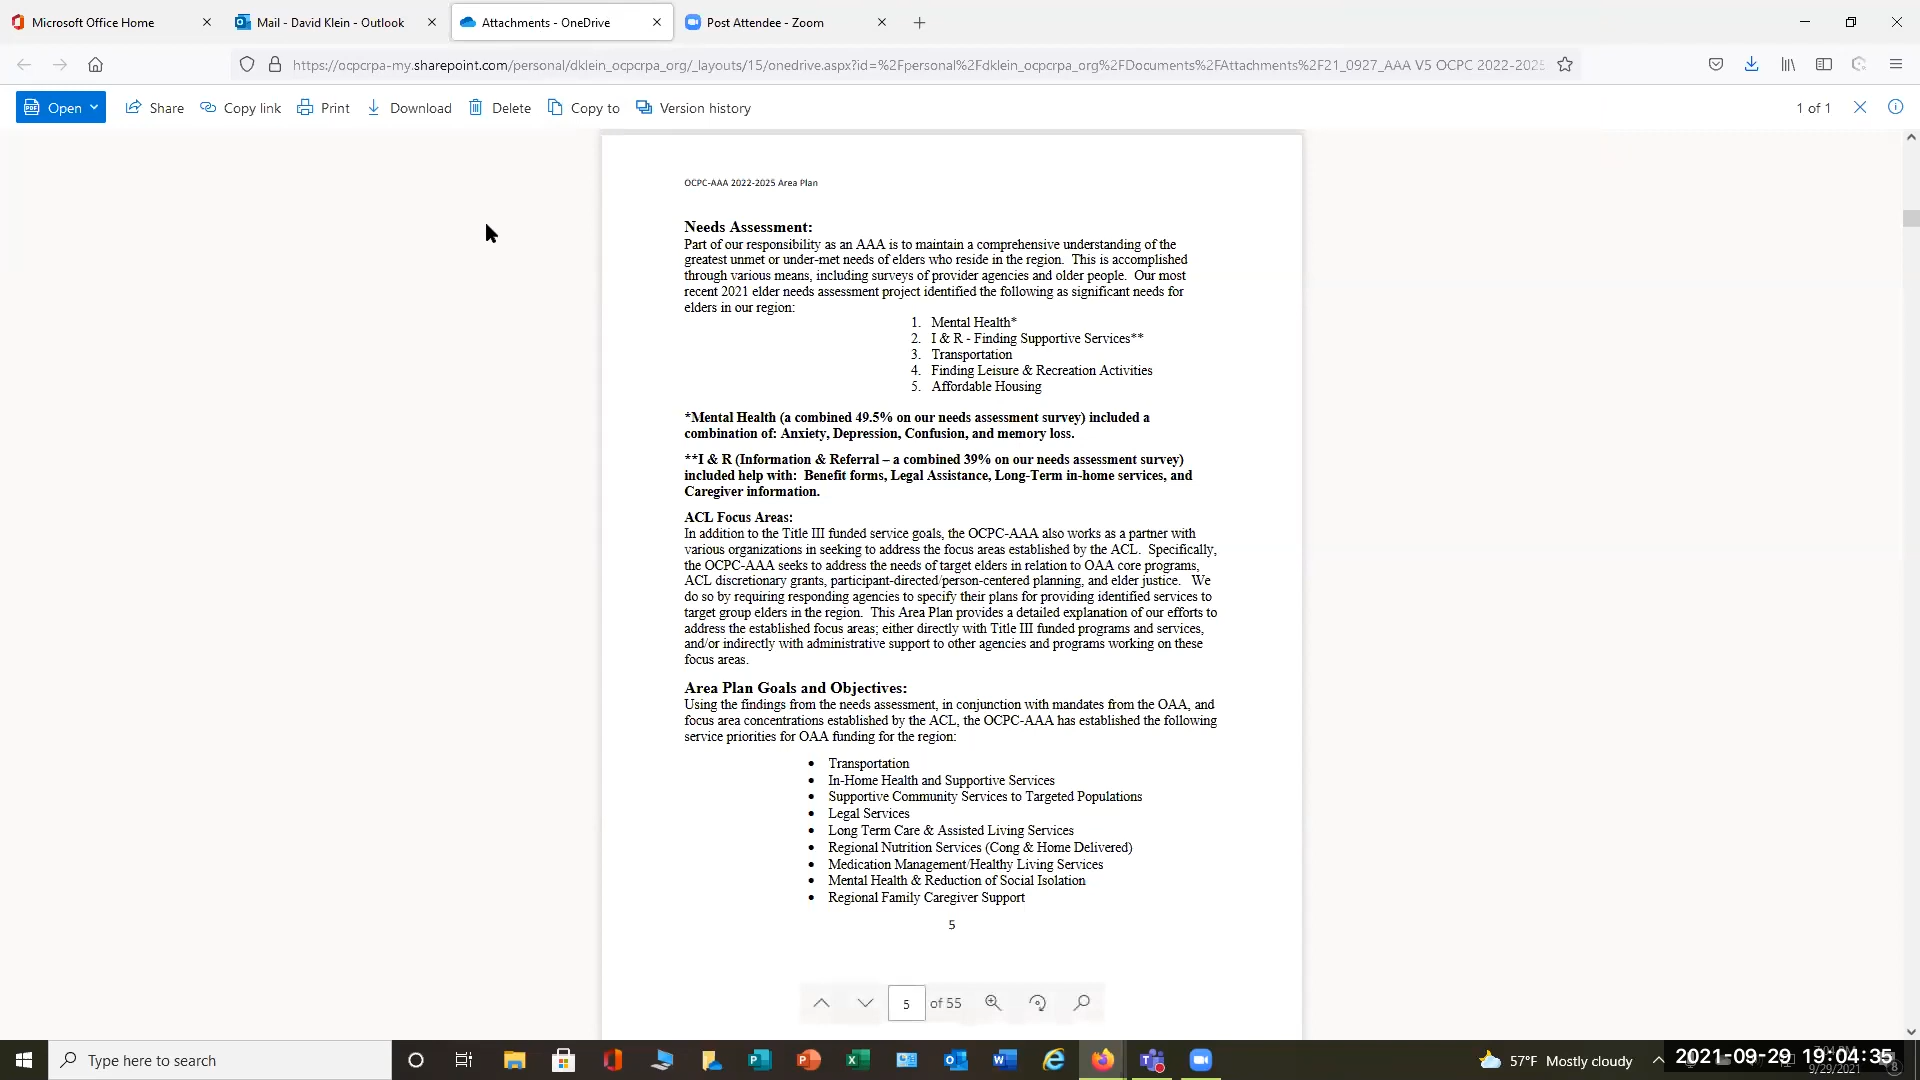 Microsoft Office Home
Mail - David Klein - Outlook
Attachments - OneDrive
Post Attendee - Zoom
https://ocpcrpa-my.sharepoint.com/personal/dklein_ocpcrpa_org/_layouts/15/onedrive.aspx?id=%2Fpersonal%2Fdklein_ocpcrpa_org%2FDocuments%2FAttachments%2F21_0927_AAA V5 OCPC 2022-2025
Open Share Copy link Print Download Delete Copy to Version history 1 of 1
OCPC-AAA 2022-2025 Area Plan
Needs Assessment:
Part of our responsibility as an AAA is to maintain a comprehensive understanding of the
greatest unmet or under-met needs of elders who reside in the region. This is accomplished
through various means, including surveys of provider agencies and older people. Our most
recent 2021 elder needs assessment project identified the following as significant needs for
elders in our region:
1. Mental Health*
2. I & R - Finding Supportive Services**
3. Transportation
4. Finding Leisure & Recreation Activities
5. Affordable Housing
*Mental Health (a combined 49.5% on our needs assessment survey) included a
combination of: Anxiety, Depression, Confusion, and memory loss.
**I & R (Information & Referral – a combined 39% on our needs assessment survey)
included help with: Benefit forms, Legal Assistance, Long-Term in-home services, and
Caregiver information.
ACL Focus Areas:
In addition to the Title III funded service goals, the OCPC-AAA also works as a partner with
various organizations in seeking to address the focus areas established by the ACL. Specifically,
the OCPC-AAA seeks to address the needs of target elders in relation to OAA core programs,
ACL discretionary grants, participant-directed/person-centered planning, and elder justice. We
do so by requiring responding agencies to specify their plans for providing identified services to
target group elders in the region. This Area Plan provides a detailed explanation of our efforts to
address the established focus areas; either directly with Title III funded programs and services,
and/or indirectly with administrative support to other agencies and programs working on these
focus areas.
Area Plan Goals and Objectives:
Using the findings from the needs assessment, in conjunction with mandates from the OAA, and
focus area concentrations established by the ACL, the OCPC-AAA has established the following
service priorities for OAA funding for the region:
• Transportation
• In-Home Health and Supportive Services
• Supportive Community Services to Targeted Populations
• Legal Services
• Long Term Care & Assisted Living Services
• Regional Nutrition Services (Cong & Home Delivered)
• Medication Management/Healthy Living Services
• Mental Health & Reduction of Social Isolation
• Regional Family Caregiver Support
5
5 of 55
Type here to search
57°F Mostly cloudy
2021-09-29 19:04:35
9/29/2021